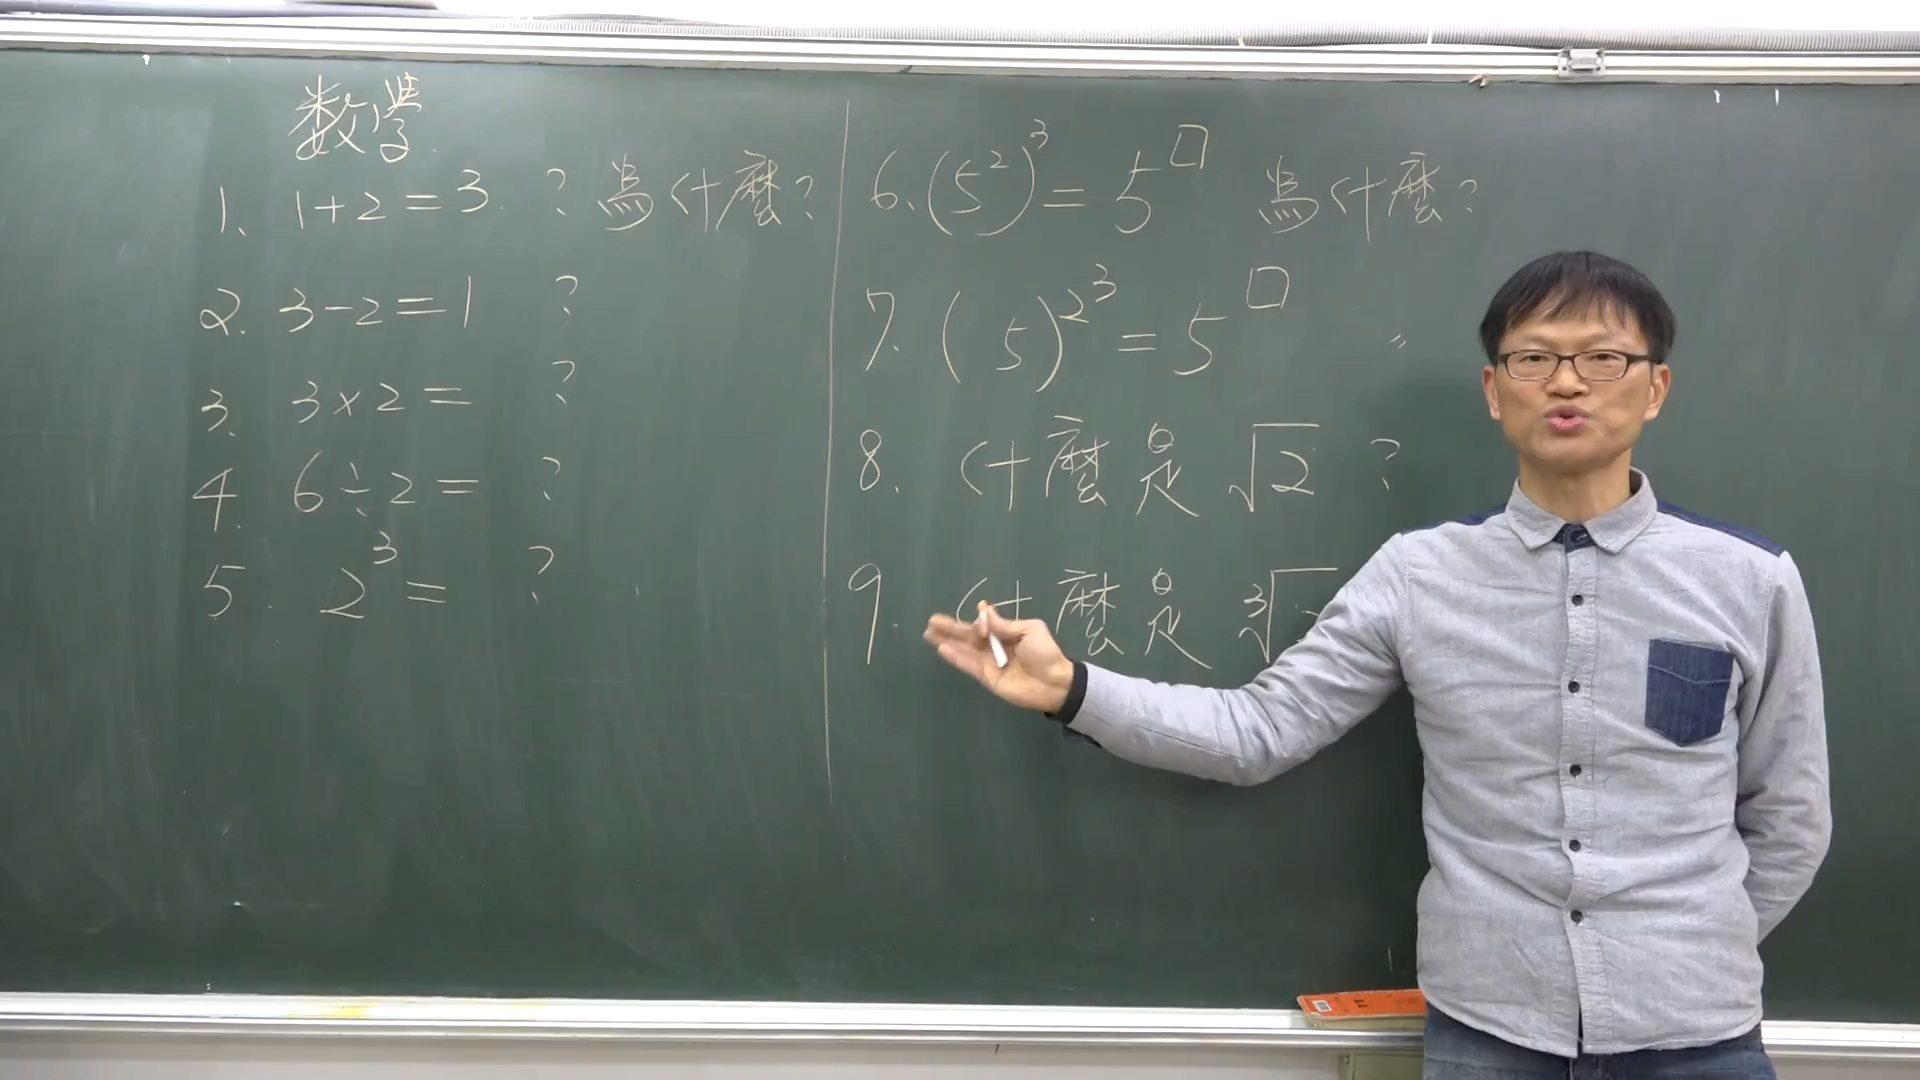 数学
1、 1+2=3. ? 為什麼?
2. 3-2=1 ?
3、 3×2= ?
4. 6÷2= ?
5. 2³= ?
6、(5²)³=5^□ 為什麼?
7. (5)^2³=5^□ 〃
8. 什麼是 √2 ?
9. 什麼是 ³√